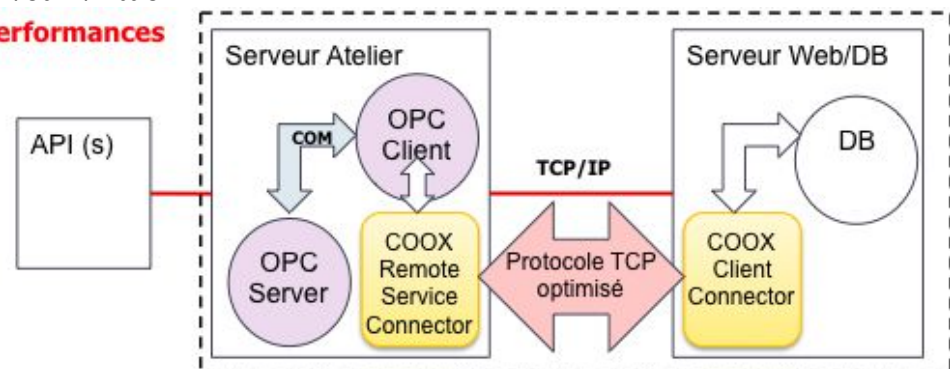 erformances
API (s)
Serveur Atelier
COM
OPC
Client
OPC
Server
COOX
Remote
Service
Connector
TCP/IP
Protocole TCP
optimisé
Serveur Web/DB
DB
COOX
Client
Connector